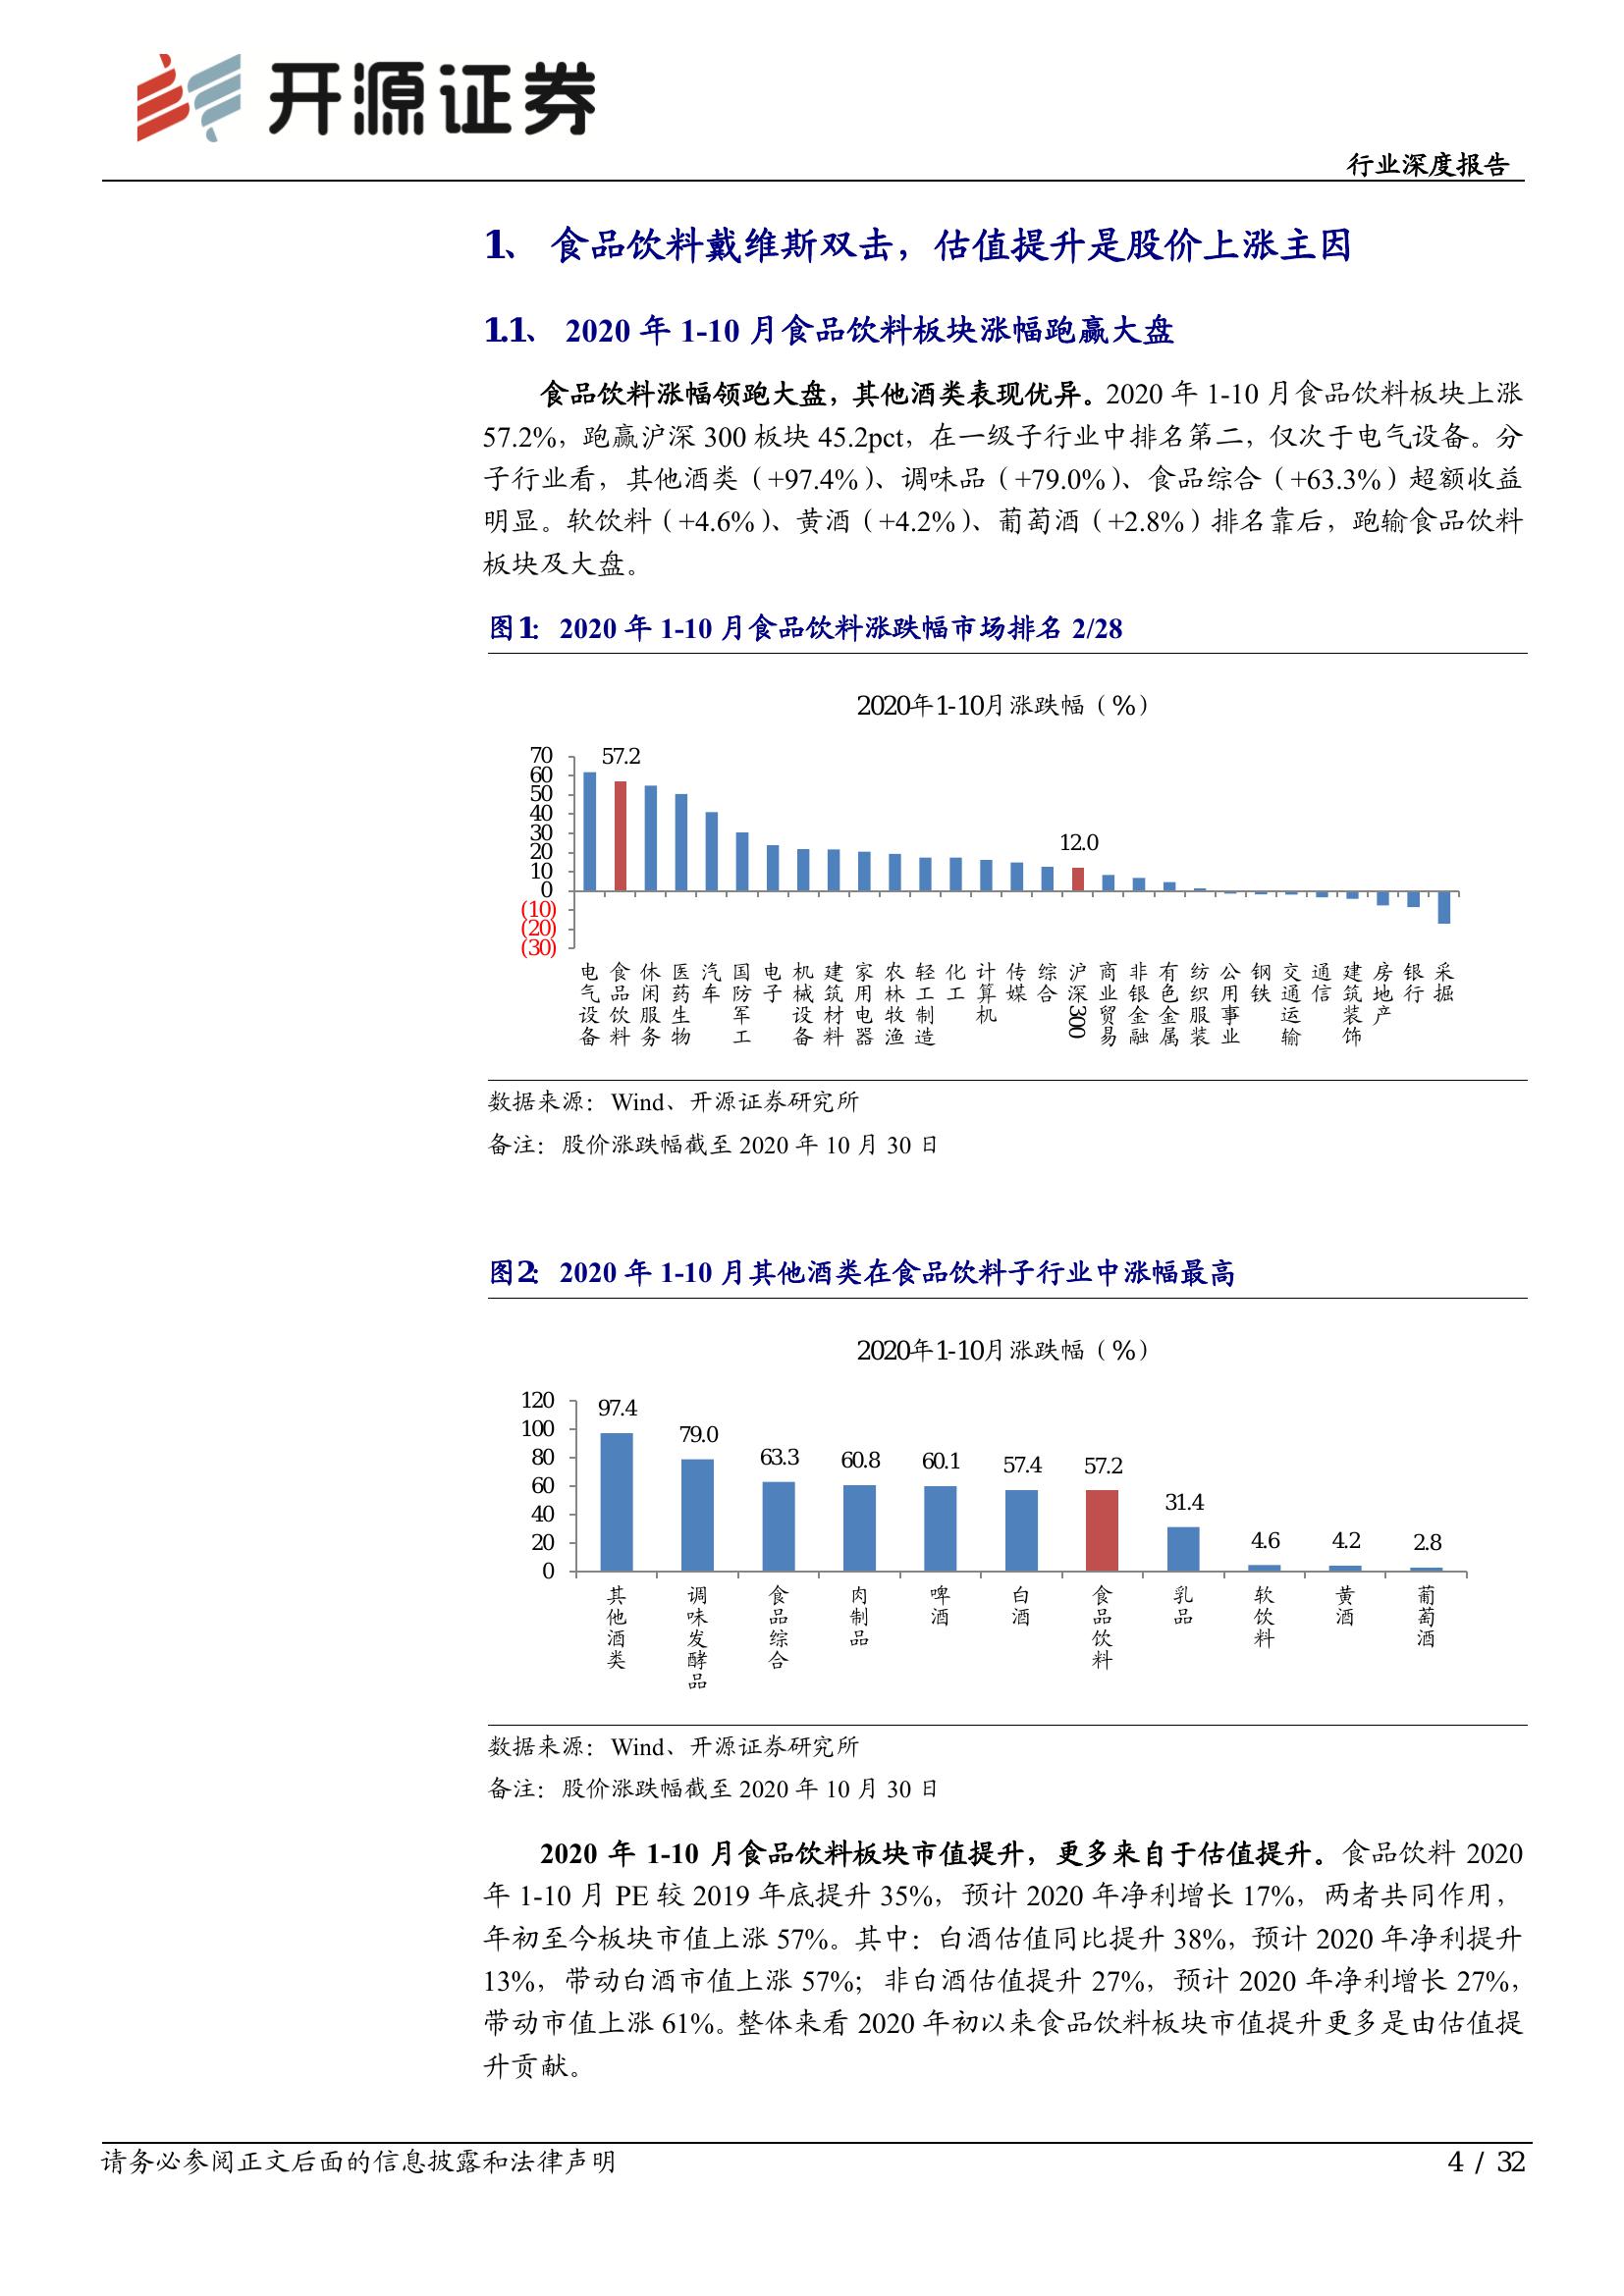 开源证券
行业深度报告
1、 食品饮料戴维斯双击，估值提升是股价上涨主因
1.1、 2020 年 1-10 月食品饮料板块涨幅跑赢大盘
食品饮料涨幅领跑大盘，其他酒类表现优异。2020 年 1-10 月食品饮料板块上涨
57.2%，跑赢沪深 300 板块 45.2pct，在一级子行业中排名第二，仅次于电气设备。分
子行业看，其他酒类（+97.4%）、调味品（+79.0%）、食品综合（+63.3%）超额收益
明显。软饮料（+4.6%）、黄酒（+4.2%）、葡萄酒（+2.8%）排名靠后，跑输食品饮料
板块及大盘。
图1： 2020 年 1-10 月食品饮料涨跌幅市场排名 2/28
2020年1-10月涨跌幅（%）
70
60
50
40
30
20
10
0
(10)
(20)
(30)
57.2
12.0
电气设备
食品饮料
休闲服务
医药生物
汽车
国防军工
电子
机械设备
建筑材料
家用电器
农林牧渔
轻工制造
化工
计算机
传媒
综合
沪深300
商业贸易
非银金融
有色金属
纺织服装
公用事业
钢铁
交通运输
通信
建筑装饰
房地产
银行
采掘
数据来源：Wind、开源证券研究所
备注：股价涨跌幅截至 2020 年 10 月 30 日
图2： 2020 年 1-10 月其他酒类在食品饮料子行业中涨幅最高
2020年1-10月涨跌幅（%）
120
100
80
60
40
20
0
97.4
79.0
63.3
60.8
60.1
57.4
57.2
31.4
4.6
4.2
2.8
其他酒类
调味发酵品
食品综合
肉制品
啤酒
白酒
食品饮料
乳品
软饮料
黄酒
葡萄酒
数据来源：Wind、开源证券研究所
备注：股价涨跌幅截至 2020 年 10 月 30 日
2020 年 1-10 月食品饮料板块市值提升，更多来自于估值提升。食品饮料 2020
年 1-10 月 PE 较 2019 年底提升 35%，预计 2020 年净利增长 17%，两者共同作用，
年初至今板块市值上涨 57%。其中：白酒估值同比提升 38%，预计 2020 年净利提升
13%，带动白酒市值上涨 57%；非白酒估值提升 27%，预计 2020 年净利增长 27%，
带动市值上涨 61%。整体来看 2020 年初以来食品饮料板块市值提升更多是由估值提
升贡献。
请务必参阅正文后面的信息披露和法律声明
4 / 32